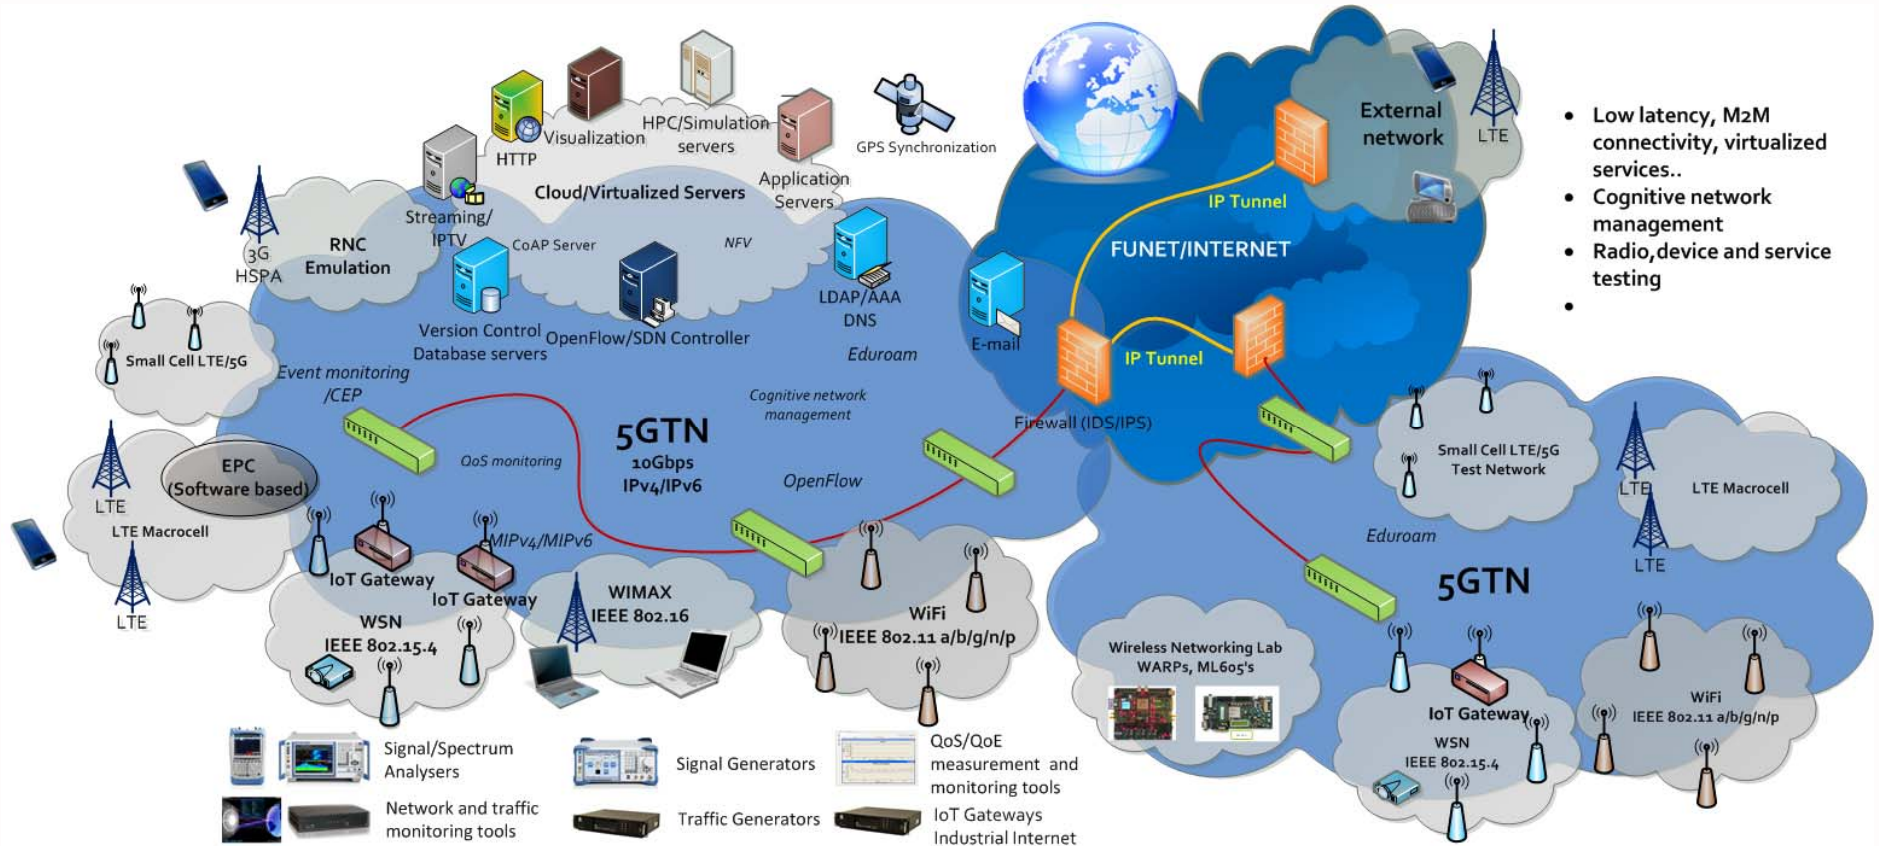 HTTP
Visualization
HPC/Simulation
servers
Application
Servers
GPS Synchronization
Cloud/Virtualized Servers
Streaming/
IPTV
CoAP Server
NFV
3G
HSPA
RNC
Emulation
Version Control
Database servers
OpenFlow/SDN Controller
LDAP/AAA
DNS
Eduroam
E-mail
External
network
LTE
IP Tunnel
FUNET/INTERNET
IP Tunnel
Firewall (IDS/IPS)
• Low latency, M2M
connectivity, virtualized
services..
• Cognitive network
management
• Radio,device and service
testing
•
Small Cell LTE/5G
Event monitoring
/CEP
Cognitive network
management
5GTN
10Gbps
IPv4/IPv6
QoS monitoring
OpenFlow
EPC
(Software based)
LTE
LTE Macrocell
LTE
MIPv4/MIPv6
IoT Gateway
IoT Gateway
WSN
IEEE 802.15.4
WIMAX
IEEE 802.16
WiFi
IEEE 802.11 a/b/g/n/p
Small Cell LTE/5G
Test Network
LTE
LTE Macrocell
LTE
Eduroam
5GTN
Wireless Networking Lab
WARPs, ML605's
IoT Gateway
WSN
IEEE 802.15.4
WiFi
IEEE 802.11 a/b/g/n/p
Signal/Spectrum
Analysers
Signal Generators
QoS/QoE
measurement and
monitoring tools
Network and traffic
monitoring tools
Traffic Generators
IoT Gateways
Industrial Internet